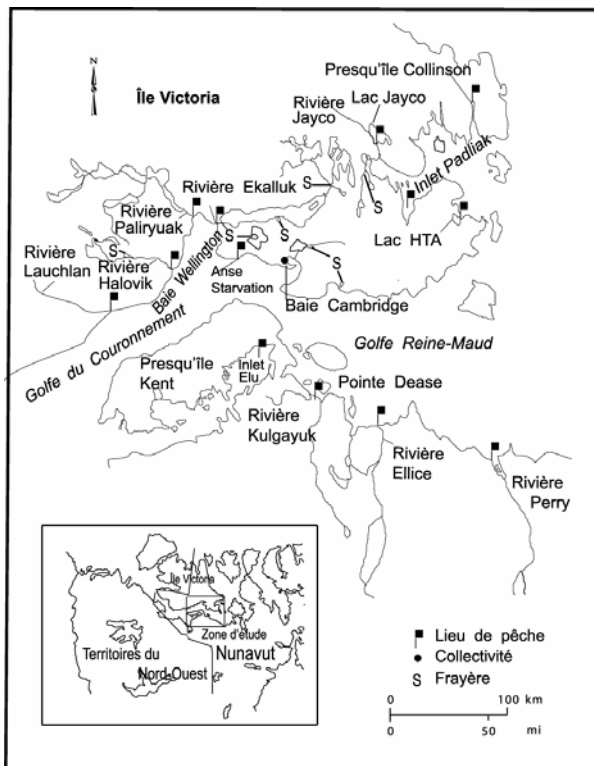 Presqu'île Collinson
N
S
Île Victoria
Lac Jayco
Rivière
Jayco
Inlet Padliak
Rivière Ekalluk
S
S
Rivière
Paliryuak
S
S
Lac HTA
Rivière
Lauchlan
S
Rivière
Halovik
Baie Wellington
Anse
Starvation
S
Baie Cambridge
Golfe du Couronnement
Golfe Reine-Maud
Presqu'île
Kent
Inlet
Elu
Pointe Dease
Rivière
Kulgayuk
Rivière
Ellice
Rivière
Perry
Île Victoria
Zone d'étude
Territoires du
Nord-Ouest
Nunavut
Lieu de pêche
Collectivité
S Frayère
0 100 km
0 50
mi